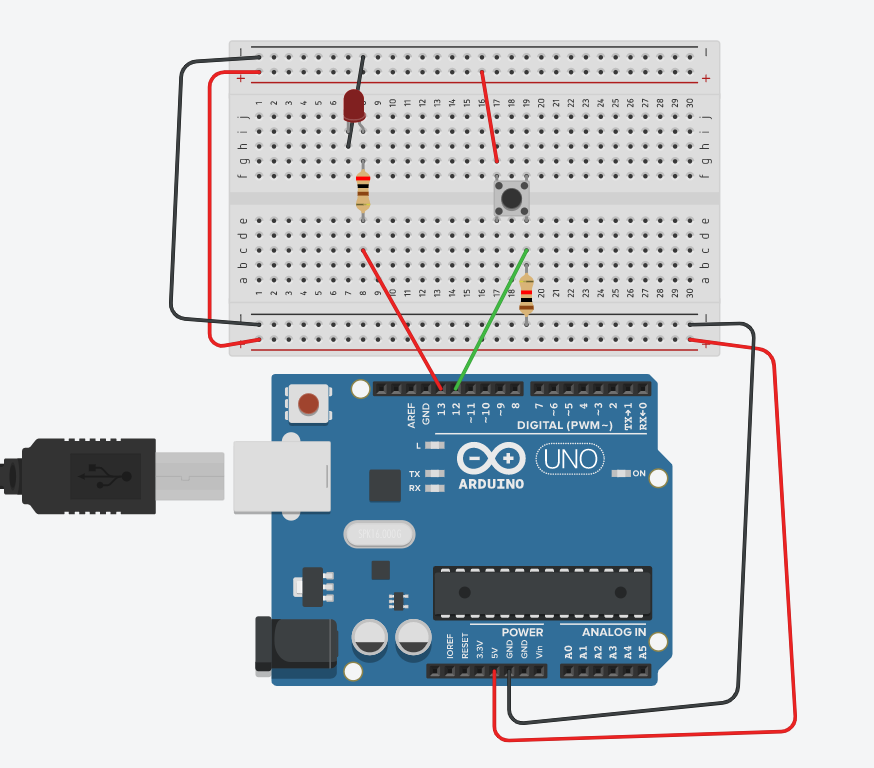 − −
+ +
1 2 3 4 5 6 7 8 9 10 11 12 13 14 15 16 17 18 19 20 21 22 23 24 25 26 27 28 29 30
j j
i i
h h
g g
f f
e e
d d
c c
b b
a a
1 2 3 4 5 6 7 8 9 10 11 12 13 14 15 16 17 18 19 20 21 22 23 24 25 26 27 28 29 30
− −
+ +
AREF GND 13 12 ~11 ~10 ~9 8 7 ~6 ~5 4 ~3 2 TX→1 RX←0
DIGITAL (PWM~)
L
TX
RX
UNO
ON
ARDUINO
POWER ANALOG IN
IOREF RESET 3.3V 5V GND GND Vin A0 A1 A2 A3 A4 A5